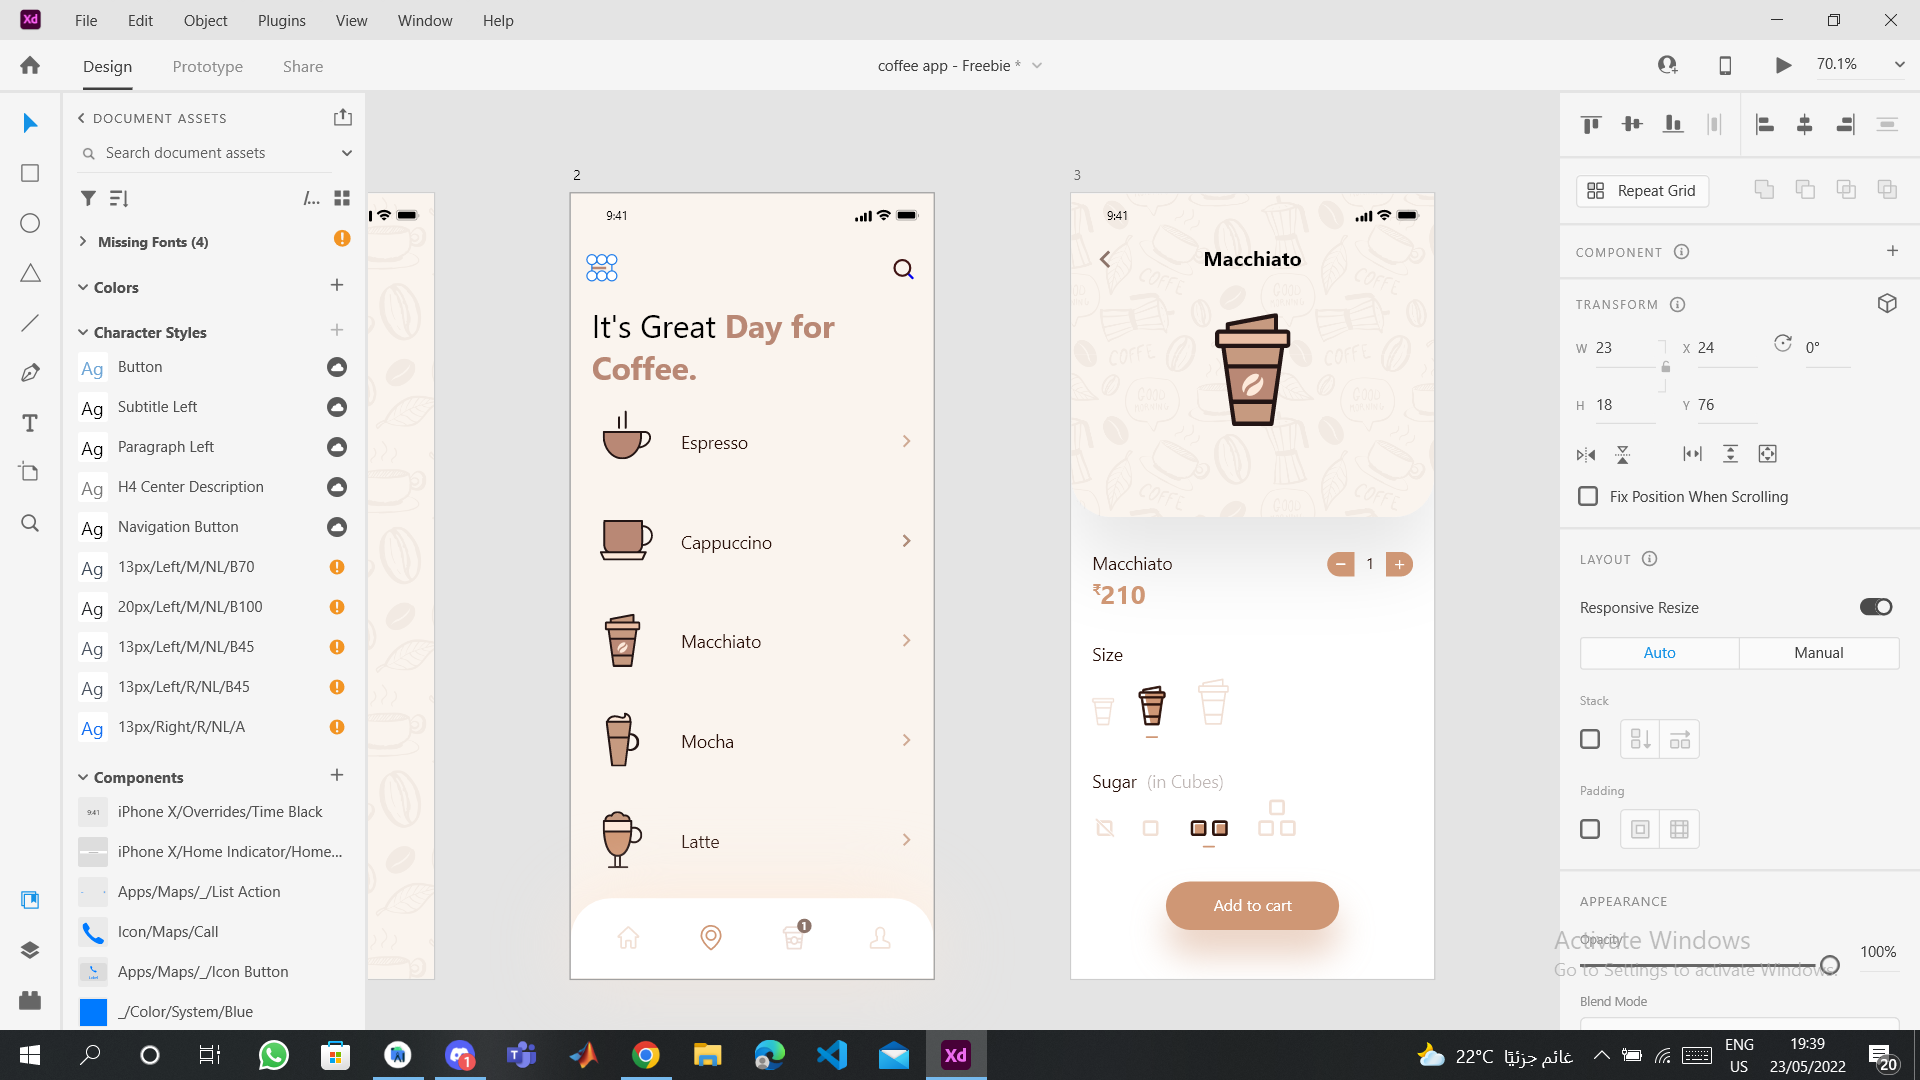 Xd File Edit Object Plugins View Window Help
Design Prototype Share
coffee app - Freebie *
70.1%
DOCUMENT ASSETS
Search document assets
/...
Missing Fonts (4)
Colors
Character Styles
Ag Button
Ag Subtitle Left
Ag Paragraph Left
Ag H4 Center Description
Ag Navigation Button
Ag 13px/Left/M/NL/B70
Ag 20px/Left/M/NL/B100
Ag 13px/Left/M/NL/B45
Ag 13px/Left/R/NL/B45
Ag 13px/Right/R/NL/A
Components
9:41 iPhone X/Overrides/Time Black
iPhone X/Home Indicator/Home...
Apps/Maps/_/List Action
Icon/Maps/Call
Apps/Maps/_/Icon Button
_/Color/System/Blue
2
9:41
It's Great Day for
Coffee.
Espresso
Cappuccino
Macchiato
Mocha
Latte
1
3
9:41
Macchiato
Macchiato
1
₹210
Size
Sugar (in Cubes)
Add to cart
Repeat Grid
COMPONENT
TRANSFORM
W 23 X 24 0°
H 18 Y 76
Fix Position When Scrolling
LAYOUT
Responsive Resize
Auto Manual
Stack
Padding
APPEARANCE
Opacity
100%
Activate Windows
Go to Settings to activate Windows.
Blend Mode
1
Xd
22°C غائم جزئيًا
ENG
US
19:39
23/05/2022
20